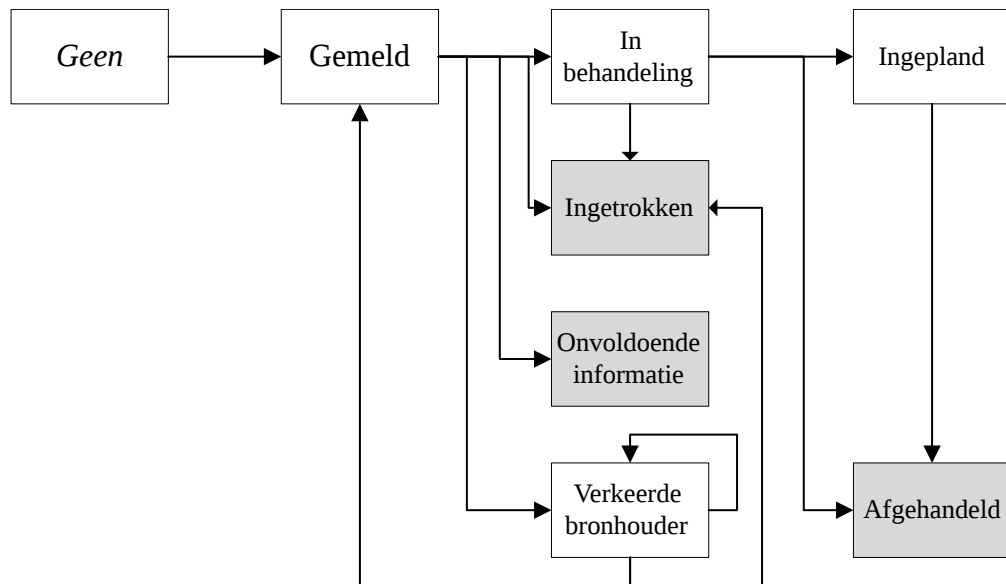 Geen
Gemeld
In
behandeling
Ingepland
Ingetrokken
Onvoldoende
informatie
Verkeerde
bronhouder
Afgehandeld